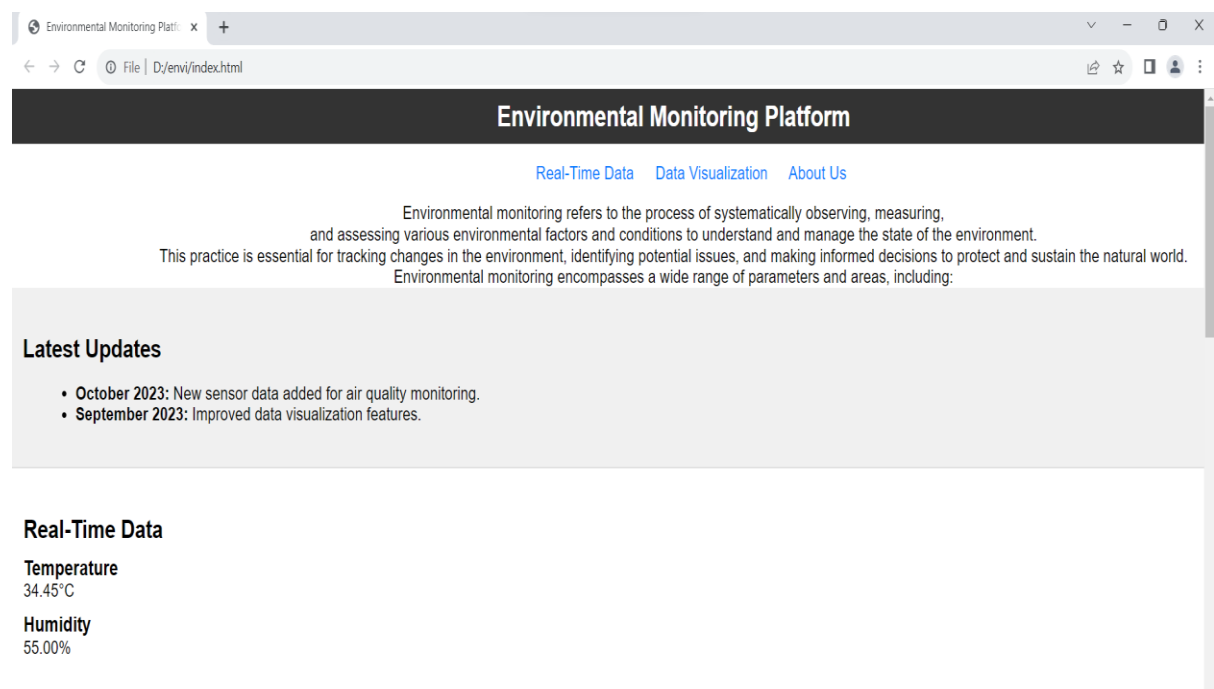 Environmental Monitoring Platfo
File | D:/envi/index.html
Environmental Monitoring Platform
Real-Time Data Data Visualization About Us
Environmental monitoring refers to the process of systematically observing, measuring,
and assessing various environmental factors and conditions to understand and manage the state of the environment.
This practice is essential for tracking changes in the environment, identifying potential issues, and making informed decisions to protect and sustain the natural world.
Environmental monitoring encompasses a wide range of parameters and areas, including:
Latest Updates
• October 2023: New sensor data added for air quality monitoring.
• September 2023: Improved data visualization features.
Real-Time Data
Temperature
34.45°C
Humidity
55.00%